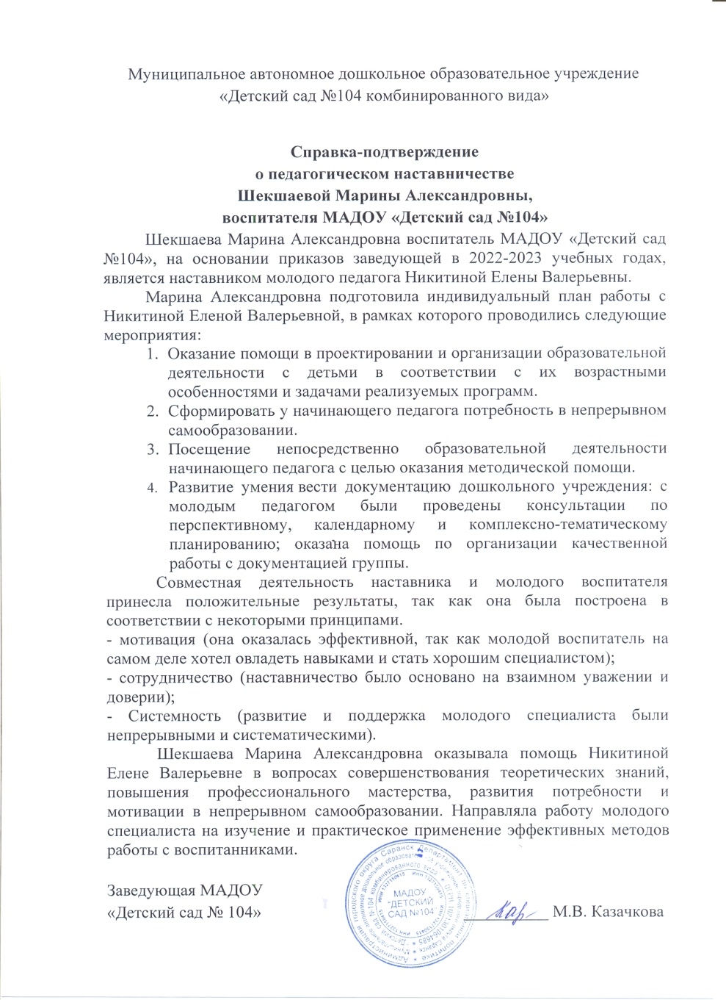 Муниципальное автономное дошкольное образовательное учреждение
«Детский сад №104 комбинированного вида»
Справка-подтверждение
о педагогическом наставничестве
Шекшаевой Марины Александровны,
воспитателя МАДОУ «Детский сад №104»
Шекшаева Марина Александровна воспитатель МАДОУ «Детский сад
№104», на основании приказов заведующей в 2022-2023 учебных годах,
является наставником молодого педагога Никитиной Елены Валерьевны.
Марина Александровна подготовила индивидуальный план работы с
Никитиной Еленой Валерьевной, в рамках которого проводились следующие
мероприятия:
1. Оказание помощи в проектировании и организации образовательной
деятельности с детьми в соответствии с их возрастными
особенностями и задачами реализуемых программ.
2. Сформировать у начинающего педагога потребность в непрерывном
самообразовании.
3. Посещение непосредственно образовательной деятельности
начинающего педагога с целью оказания методической помощи.
4. Развитие умения вести документацию дошкольного учреждения: с
молодым педагогом были проведены консультации по
перспективному, календарному и комплексно-тематическому
планированию; оказана помощь по организации качественной
работы с документацией группы.
Совместная деятельность наставника и молодого воспитателя
принесла положительные результаты, так как она была построена в
соответствии с некоторыми принципами.
- мотивация (она оказалась эффективной, так как молодой воспитатель на
самом деле хотел овладеть навыками и стать хорошим специалистом);
- сотрудничество (наставничество было основано на взаимном уважении и
доверии);
- Системность (развитие и поддержка молодого специалиста были
непрерывными и систематическими).
Шекшаева Марина Александровна оказывала помощь Никитиной
Елене Валерьевне в вопросах совершенствования теоретических знаний,
повышения профессионального мастерства, развития потребности и
мотивации в непрерывном самообразовании. Направляла работу молодого
специалиста на изучение и практическое применение эффективных методов
работы с воспитанниками.
Заведующая МАДОУ
«Детский сад № 104»
МАДОУ
"ДЕТСКИЙ
САД №104"
М.В. Казачкова